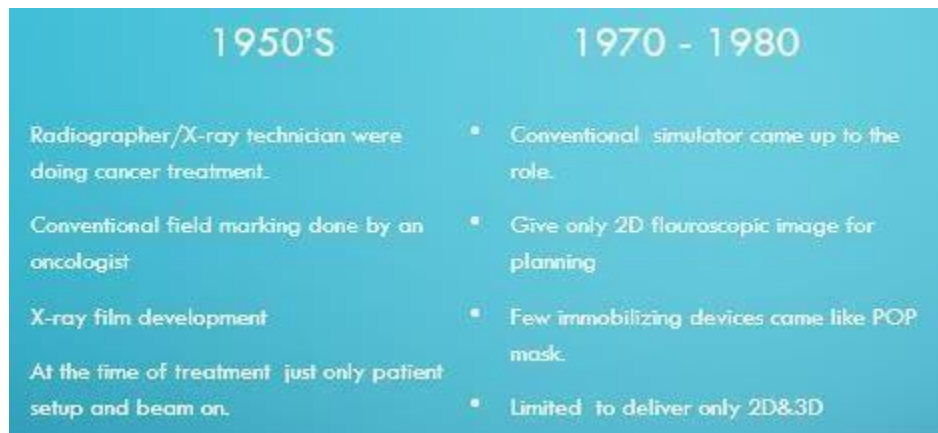 1950'S
Radiographer/X-ray technician were
doing cancer treatment.
Conventional field marking done by an
oncologist
X-ray film development
At the time of treatment just only patient
setup and beam on.
1970 - 1980
• Conventional simulator came up to the
role.
• Give only 2D flouroscopic image for
planning
• Few immobilizing devices came like POP
mask.
• Limited to deliver only 2D&3D